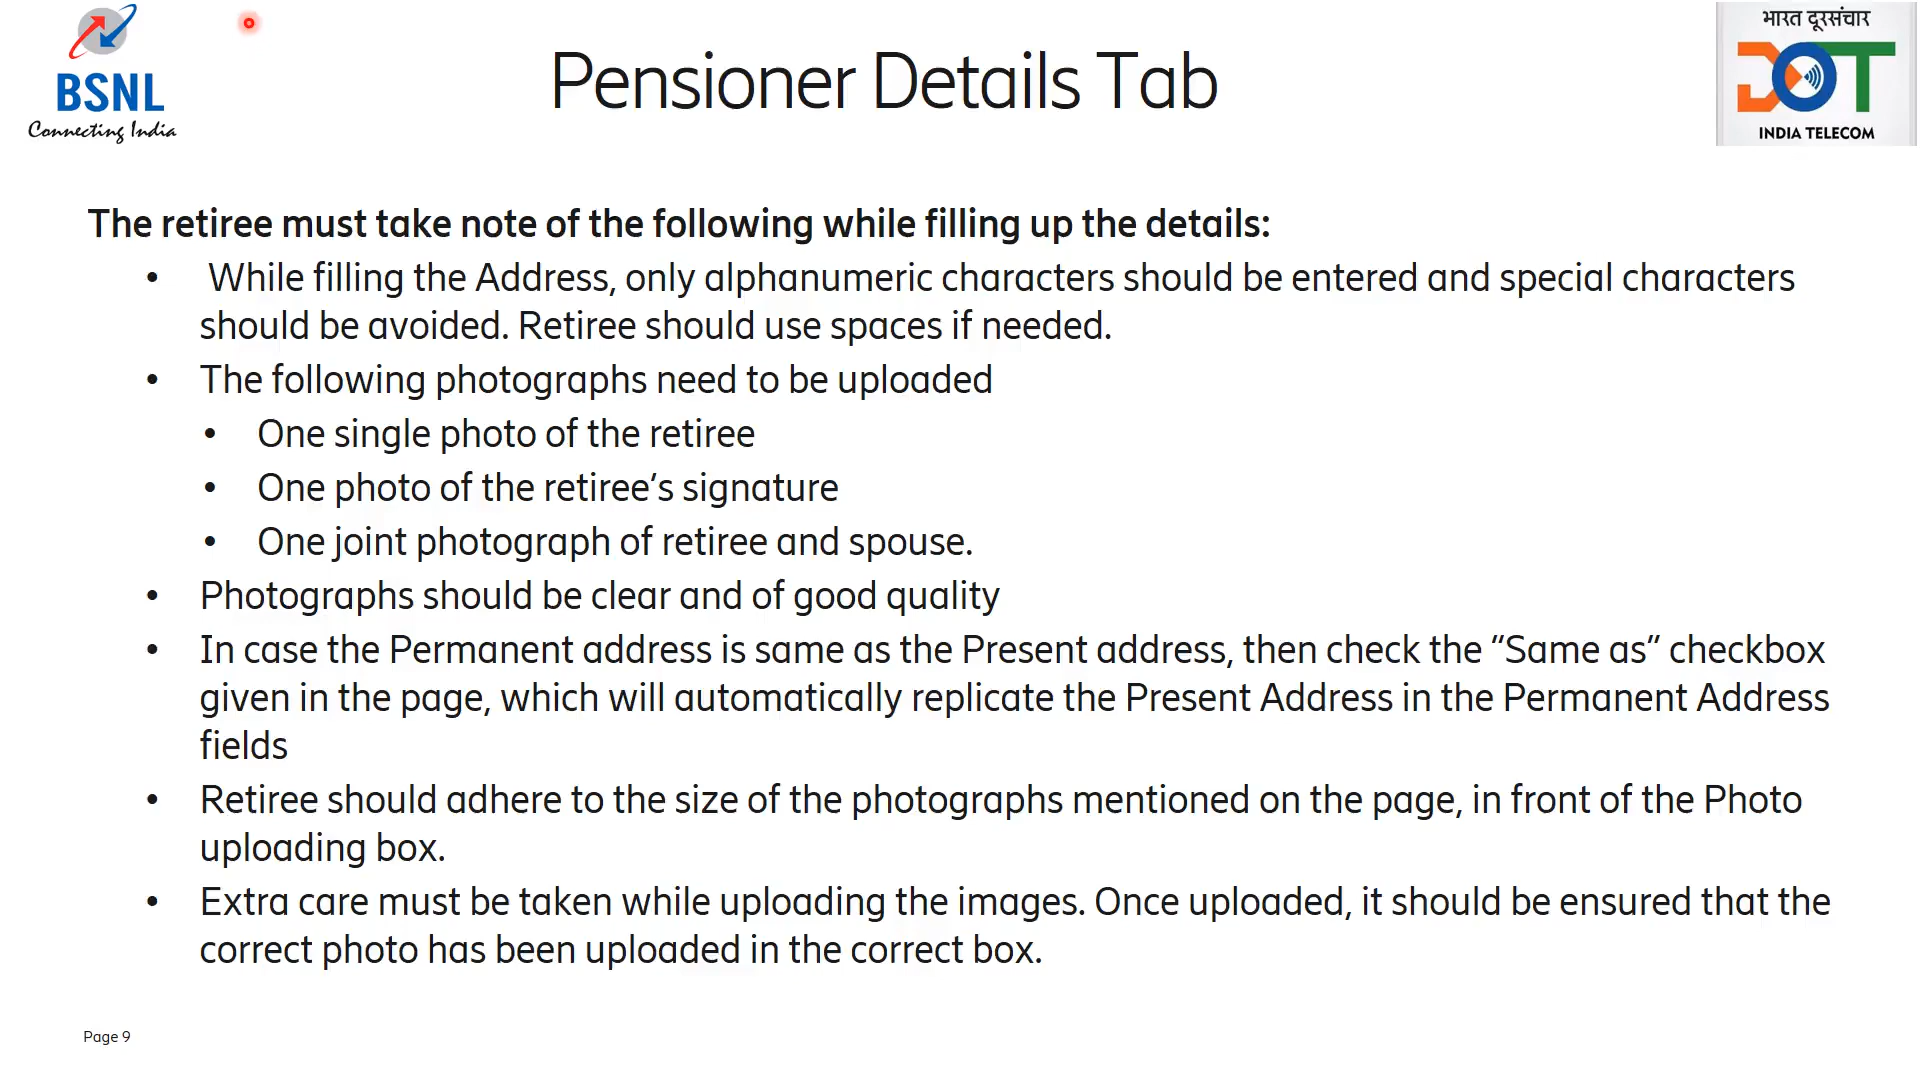 BSNL
Connecting India
Pensioner Details Tab
भारत दूरसंचार
DOT
INDIA TELECOM
The retiree must take note of the following while filling up the details:
• While filling the Address, only alphanumeric characters should be entered and special characters
should be avoided. Retiree should use spaces if needed.
• The following photographs need to be uploaded
• One single photo of the retiree
• One photo of the retiree’s signature
• One joint photograph of retiree and spouse.
• Photographs should be clear and of good quality
• In case the Permanent address is same as the Present address, then check the “Same as” checkbox
given in the page, which will automatically replicate the Present Address in the Permanent Address
fields
• Retiree should adhere to the size of the photographs mentioned on the page, in front of the Photo
uploading box.
• Extra care must be taken while uploading the images. Once uploaded, it should be ensured that the
correct photo has been uploaded in the correct box.
Page 9